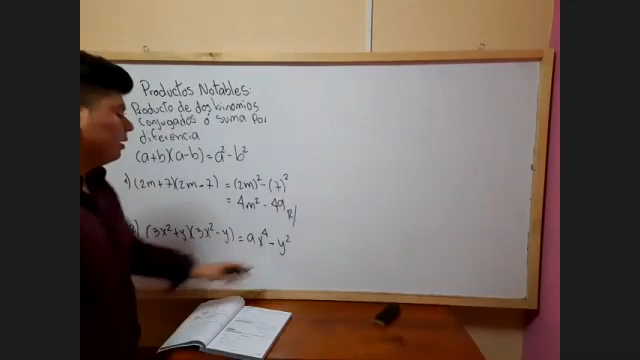 Productos Notables:
Producto de dos binomios
conjugados o suma por
diferencia
(a+b)(a-b)=a²-b²
1) (2m+7)(2m-7) = (2m)²-(7)²
= 4m² - 49 R/
2) (3x²+y)(3x²-y) = 9x⁴-y²